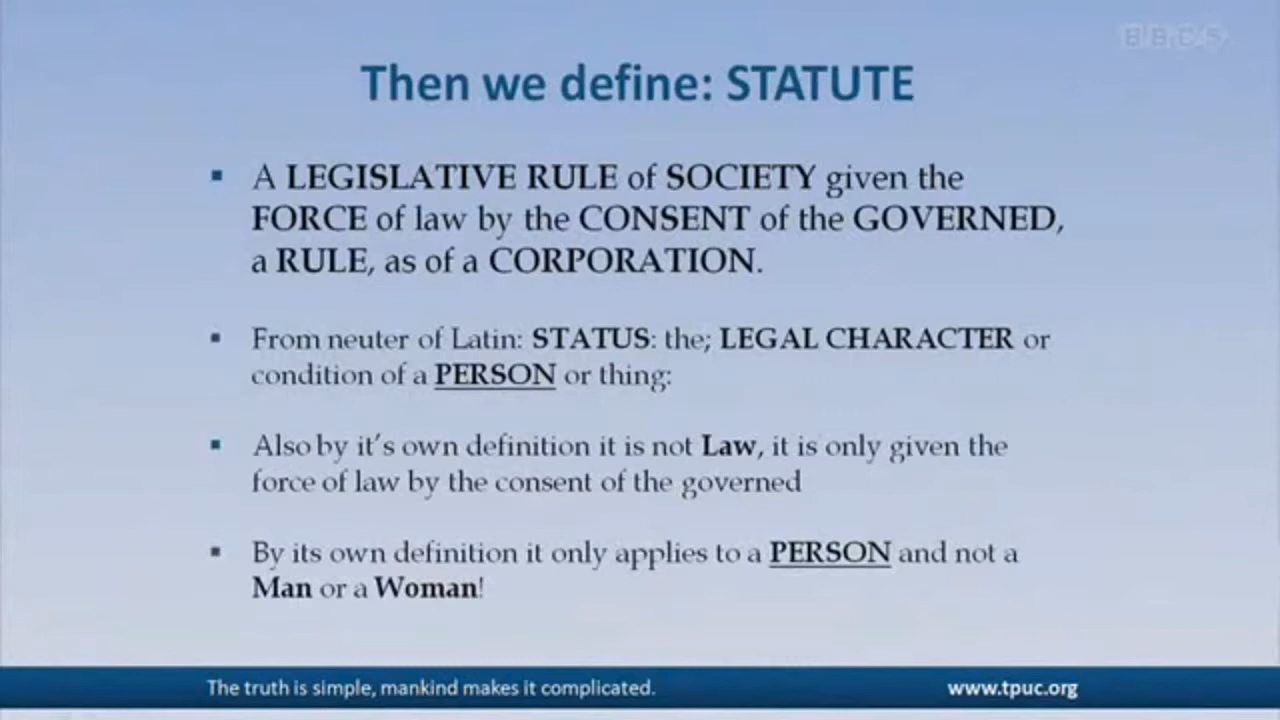 BBC5
Then we define: STATUTE
▪ A LEGISLATIVE RULE of SOCIETY given the
FORCE of law by the CONSENT of the GOVERNED,
a RULE, as of a CORPORATION.
▪ From neuter of Latin: STATUS: the; LEGAL CHARACTER or
condition of a PERSON or thing:
▪ Also by it's own definition it is not Law, it is only given the
force of law by the consent of the governed
▪ By its own definition it only applies to a PERSON and not a
Man or a Woman!
The truth is simple, mankind makes it complicated.
www.tpuc.org